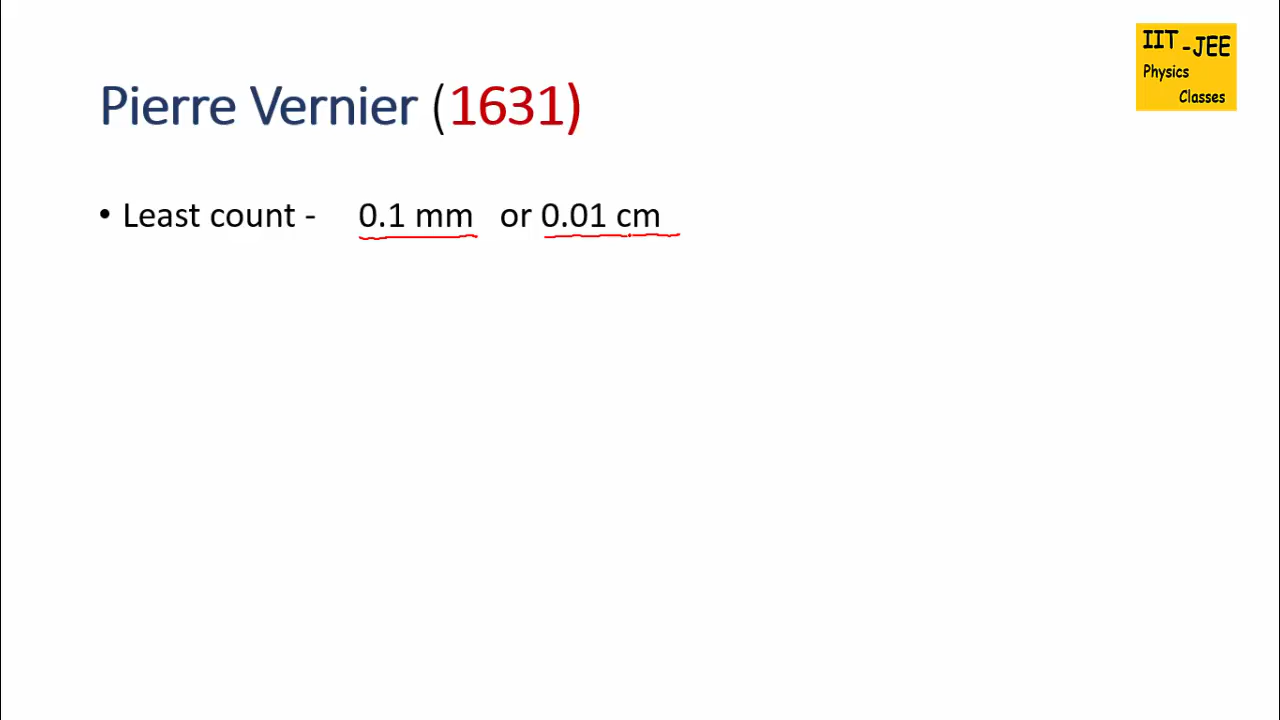 IIT -JEE
Physics
Classes
Pierre Vernier (1631)
• Least count - 0.1 mm or 0.01 cm